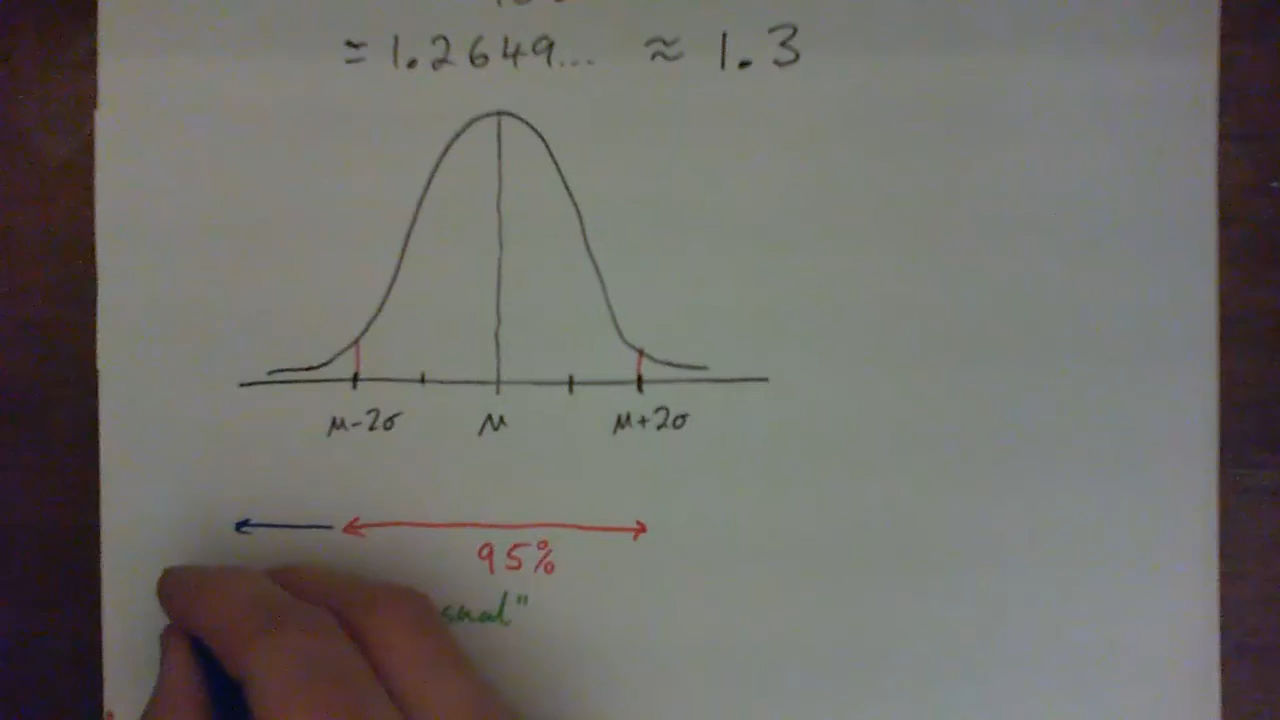 = 1.2649... ≈ 1.3
μ-2σ μ μ+2σ
95%